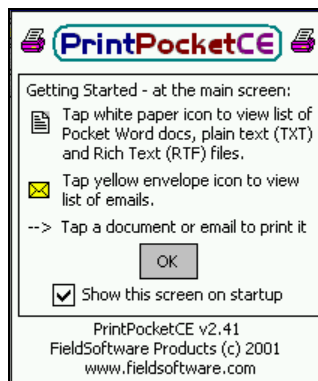 PrintPocketCE
Getting Started - at the main screen:
Tap white paper icon to view list of
Pocket Word docs, plain text (TXT)
and Rich Text (RTF) files.
Tap yellow envelope icon to view
list of emails.
--> Tap a document or email to print it
OK
Show this screen on startup
PrintPocketCE v2.41
FieldSoftware Products (c) 2001
www.fieldsoftware.com